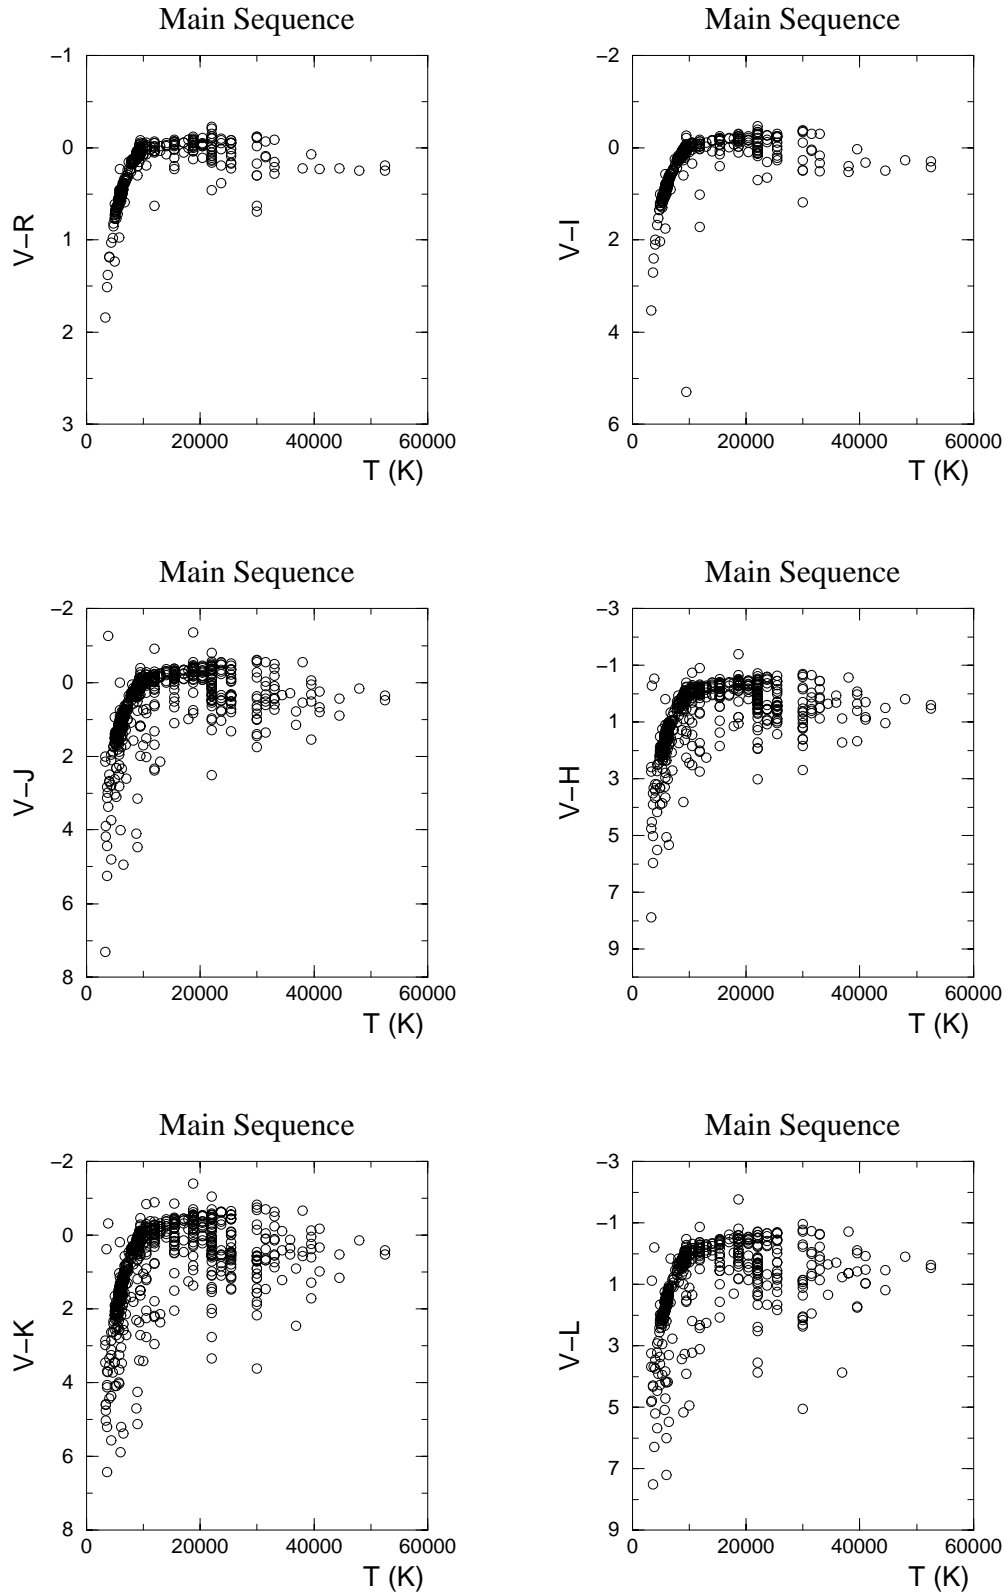 Main Sequence
−1
0
1
2
3
V−R
0 20000 40000 60000
T (K)
Main Sequence
−2
0
2
4
6
V−I
0 20000 40000 60000
T (K)
Main Sequence
−2
0
2
4
6
8
V−J
0 20000 40000 60000
T (K)
Main Sequence
−3
−1
1
3
5
7
9
V−H
0 20000 40000 60000
T (K)
Main Sequence
−2
0
2
4
6
8
V−K
0 20000 40000 60000
T (K)
Main Sequence
−3
−1
1
3
5
7
9
V−L
0 20000 40000 60000
T (K)